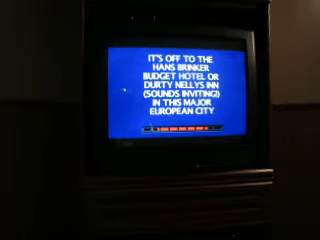 IT'S OFF TO THE
HANS BRINKER
BUDGET HOTEL OR
DURTY NELLYS INN
(SOUNDS INVITING!)
IN THIS MAJOR
EUROPEAN CITY